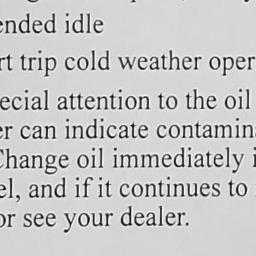 ended idle
rt trip cold weather oper
ecial attention to the oil
er can indicate contamin
Change oil immediately i
el, and if it continues to
or see your dealer.